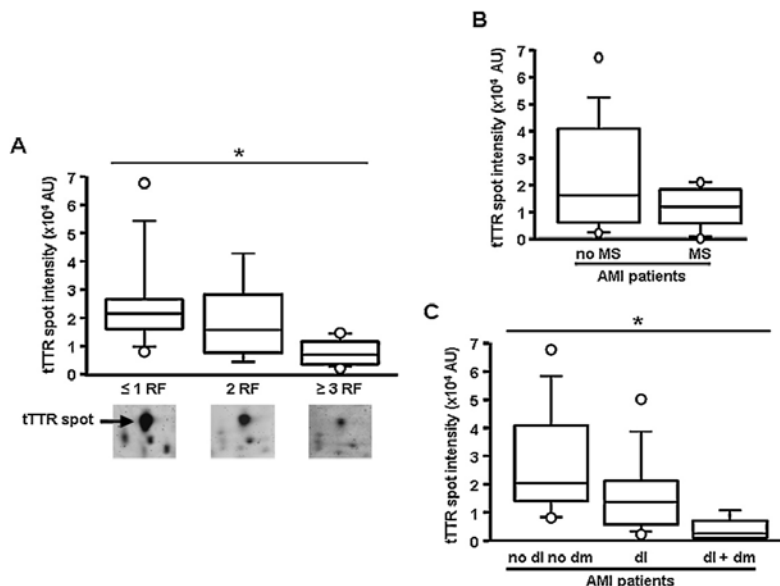 A
*
tTTR spot intensity (x10⁴ AU)
7
6
5
4
3
2
1
0
≤ 1 RF 2 RF ≥ 3 RF
tTTR spot
B
tTTR spot intensity (x10⁴ AU)
7
6
5
4
3
2
1
0
no MS MS
AMI patients
C
*
tTTR spot intensity (x10⁴ AU)
7
6
5
4
3
2
1
0
no dl no dm dl dl + dm
AMI patients